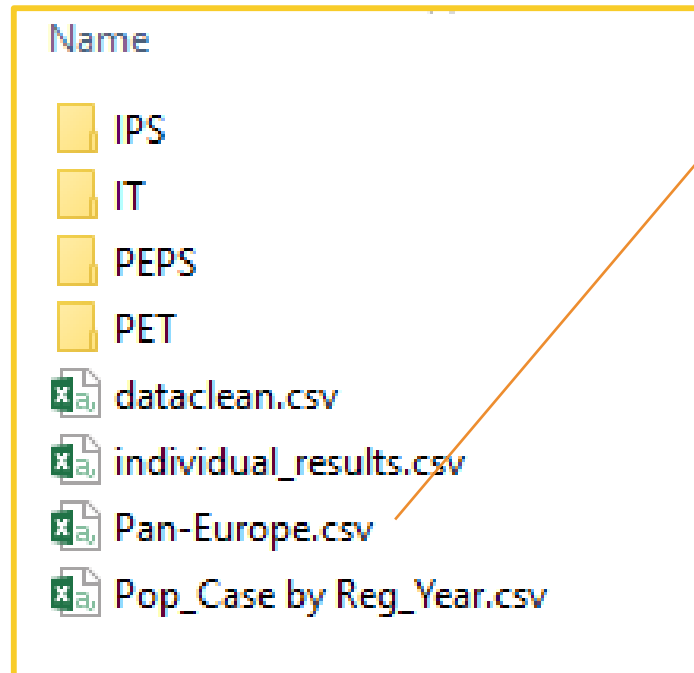 Name
IPS
IT
PEPS
PET
dataclean.csv
individual_results.csv
Pan-Europe.csv
Pop_Case by Reg_Year.csv